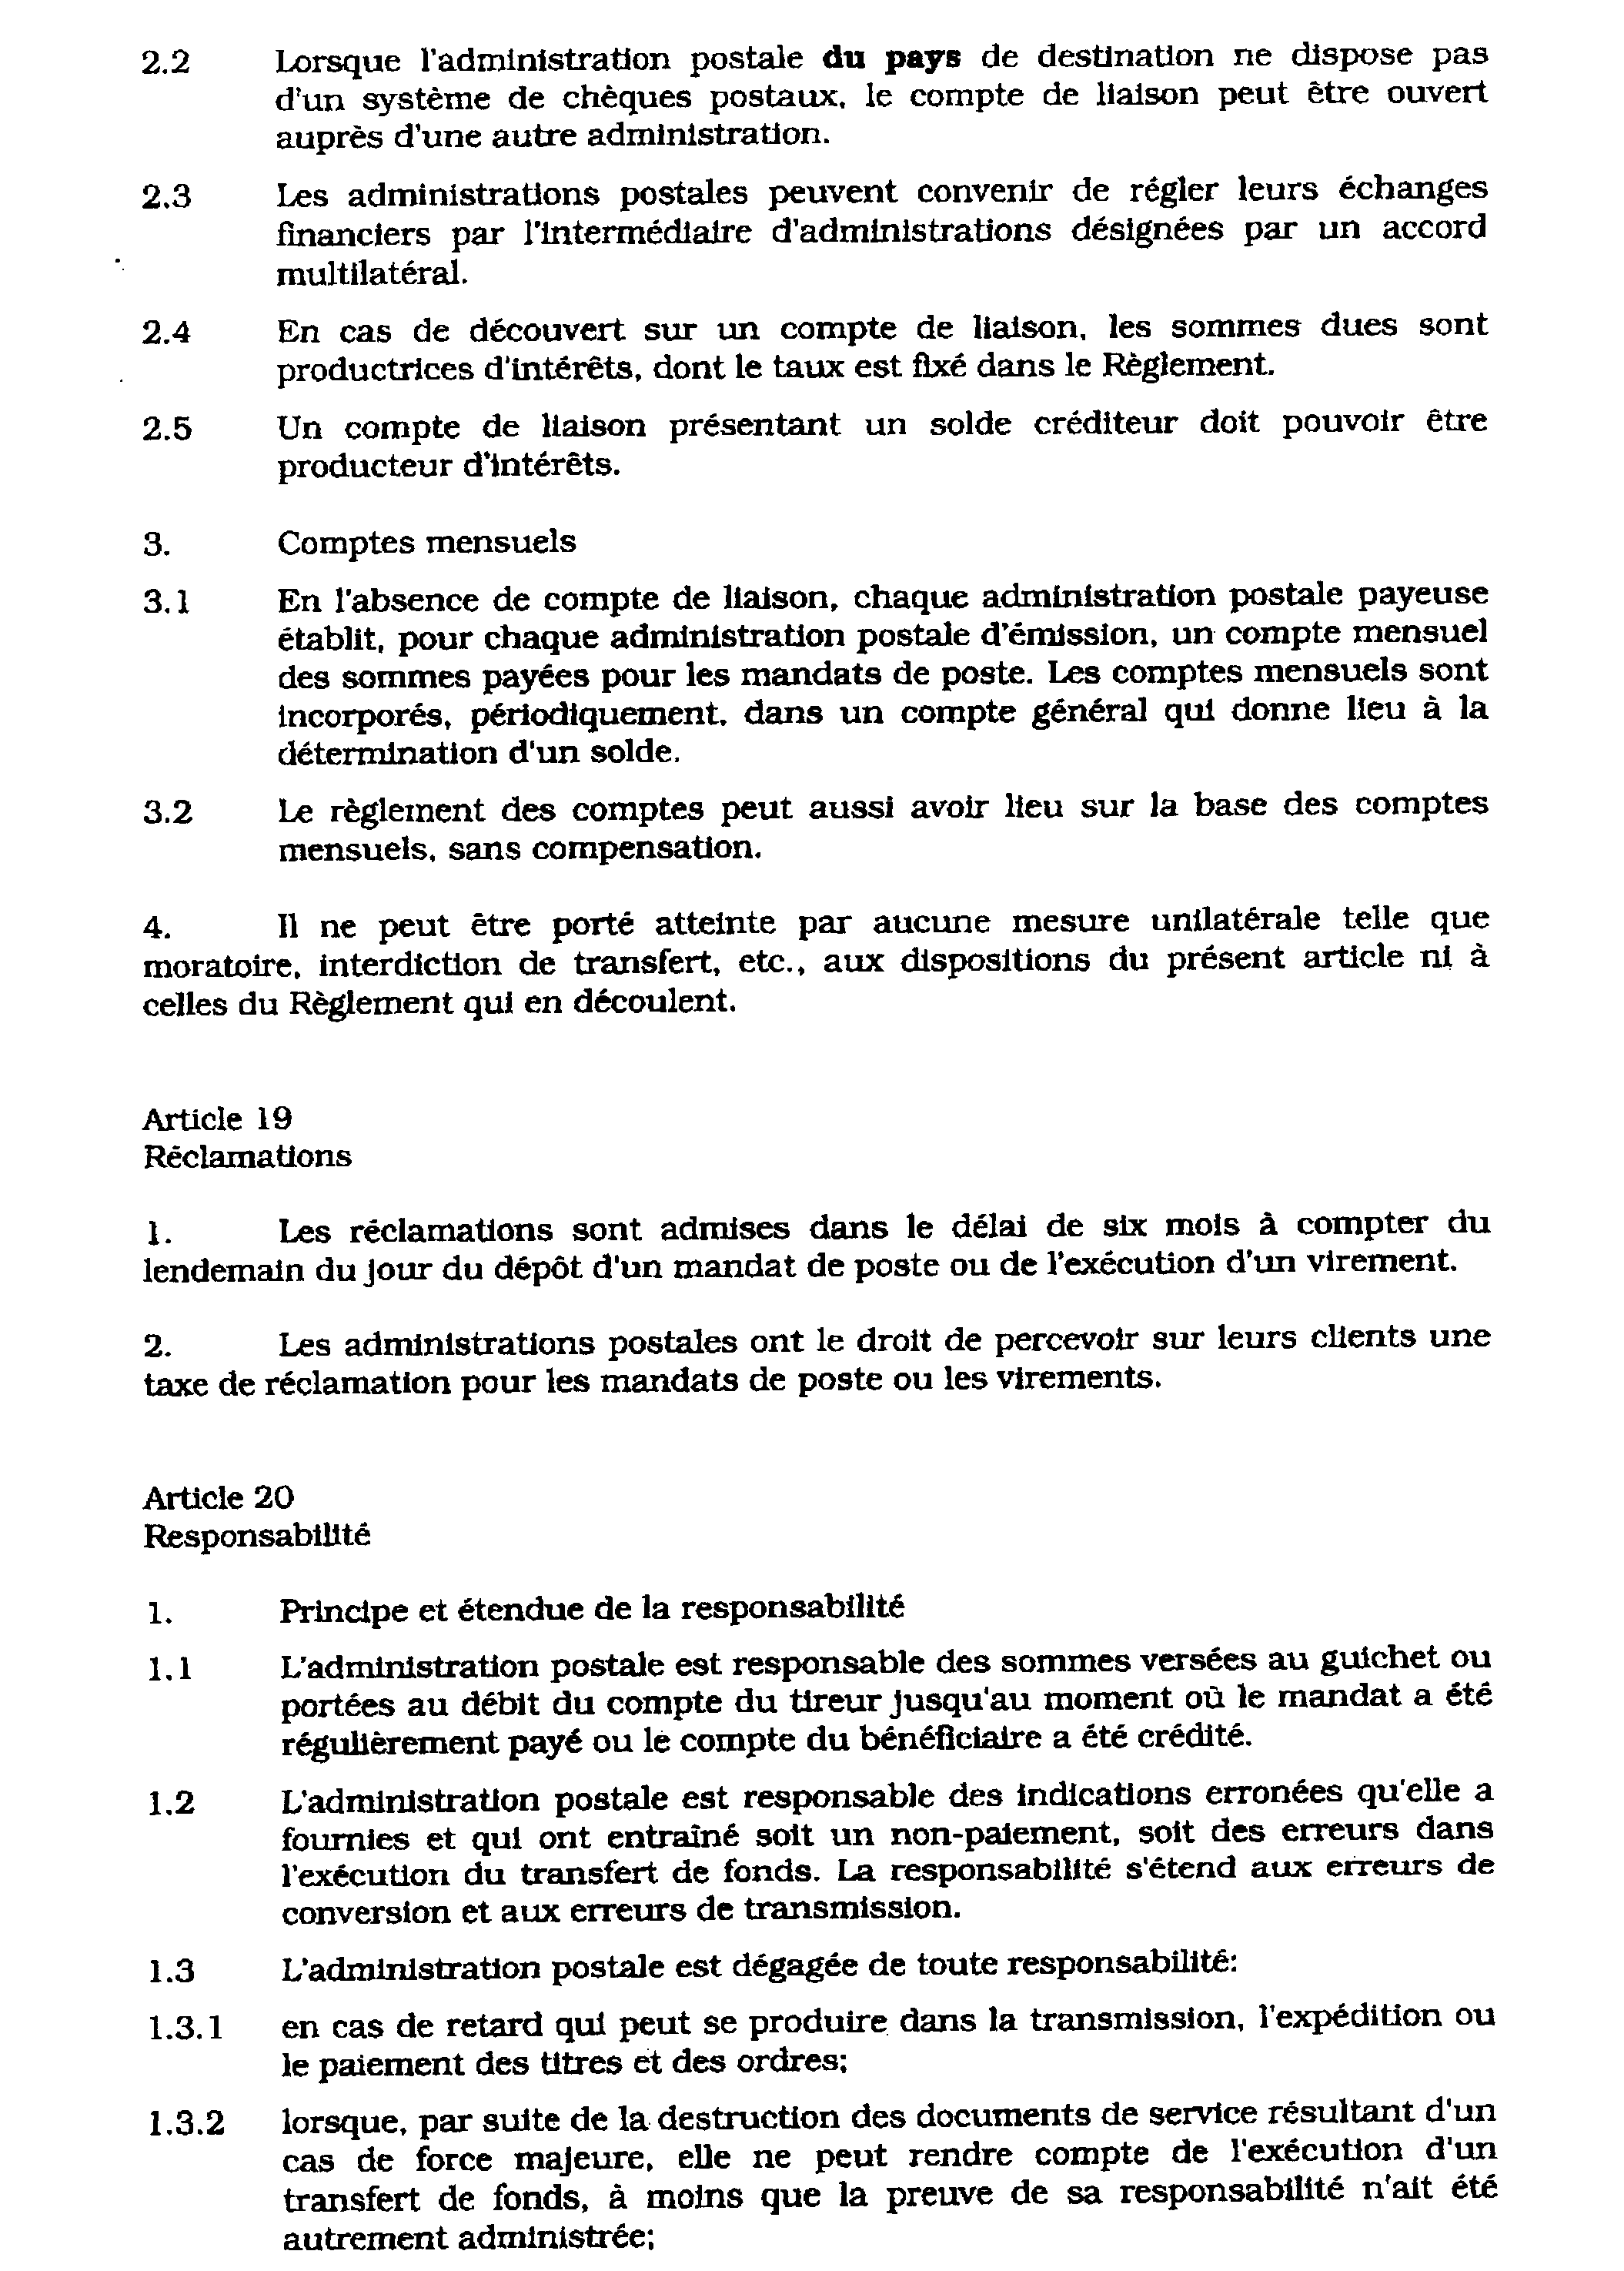 2.2 Lorsque l'administration postale du pays de destination ne dispose pas
d'un système de chèques postaux, le compte de liaison peut être ouvert
auprès d'une autre administration.
2.3 Les administrations postales peuvent convenir de régler leurs échanges
financiers par l'intermédiaire d'administrations désignées par un accord
multilatéral.
2.4 En cas de découvert sur un compte de liaison, les sommes dues sont
productrices d'intérêts, dont le taux est fixé dans le Règlement.
2.5 Un compte de liaison présentant un solde créditeur doit pouvoir être
producteur d'intérêts.
3. Comptes mensuels
3.1 En l'absence de compte de liaison, chaque administration postale payeuse
établit, pour chaque administration postale d'émission, un compte mensuel
des sommes payées pour les mandats de poste. Les comptes mensuels sont
incorporés, périodiquement, dans un compte général qui donne lieu à la
détermination d'un solde.
3.2 Le règlement des comptes peut aussi avoir lieu sur la base des comptes
mensuels, sans compensation.
4. Il ne peut être porté atteinte par aucune mesure unilatérale telle que
moratoire, interdiction de transfert, etc., aux dispositions du présent article ni à
celles du Règlement qui en découlent.
Article 19
Réclamations
1. Les réclamations sont admises dans le délai de six mois à compter du
lendemain du jour du dépôt d'un mandat de poste ou de l'exécution d'un virement.
2. Les administrations postales ont le droit de percevoir sur leurs clients une
taxe de réclamation pour les mandats de poste ou les virements.
Article 20
Responsabilité
1. Principe et étendue de la responsabilité
1.1 L'administration postale est responsable des sommes versées au guichet ou
portées au débit du compte du tireur jusqu'au moment où le mandat a été
régulièrement payé ou le compte du bénéficiaire a été crédité.
1.2 L'administration postale est responsable des indications erronées qu'elle a
fournies et qui ont entraîné soit un non-paiement, soit des erreurs dans
l'exécution du transfert de fonds. La responsabilité s'étend aux erreurs de
conversion et aux erreurs de transmission.
1.3 L'administration postale est dégagée de toute responsabilité:
1.3.1 en cas de retard qui peut se produire dans la transmission, l'expédition ou
le paiement des titres et des ordres;
1.3.2 lorsque, par suite de la destruction des documents de service résultant d'un
cas de force majeure, elle ne peut rendre compte de l'exécution d'un
transfert de fonds, à moins que la preuve de sa responsabilité n'ait été
autrement administrée;